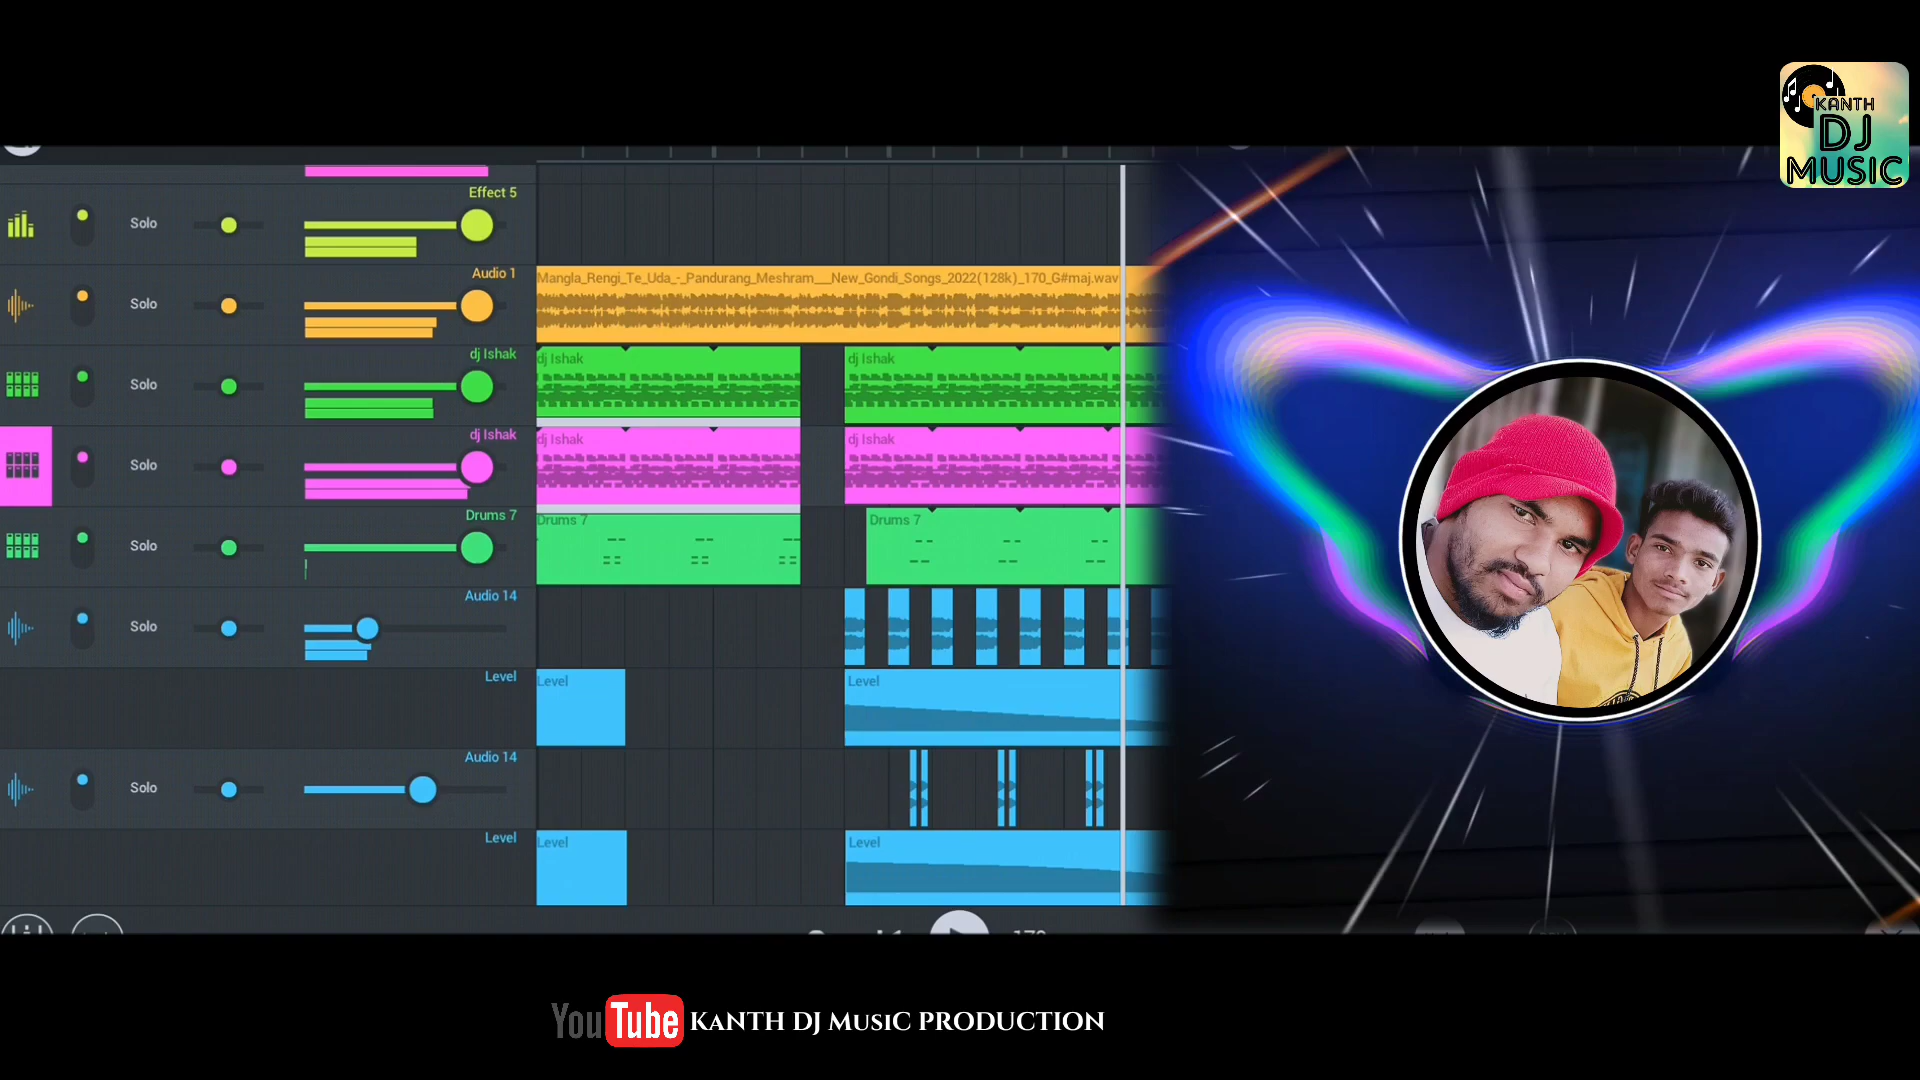 KANTH
DJ
MUSIC
Effect 5
Solo
Audio 1
Solo
Mangla_Rengi_Te_Uda_-_Pandurang_Meshram__New_Gondi_Songs_2022(128k)_170_G#maj.wav
dj Ishak
Solo
dj Ishak
dj Ishak
dj Ishak
Solo
dj Ishak
dj Ishak
Drums 7
Solo
Drums 7
Drums 7
Audio 14
Solo
Level
Level
Level
Audio 14
Solo
Level
Level
Level
YouTube KANTH DJ MUSIC PRODUCTION